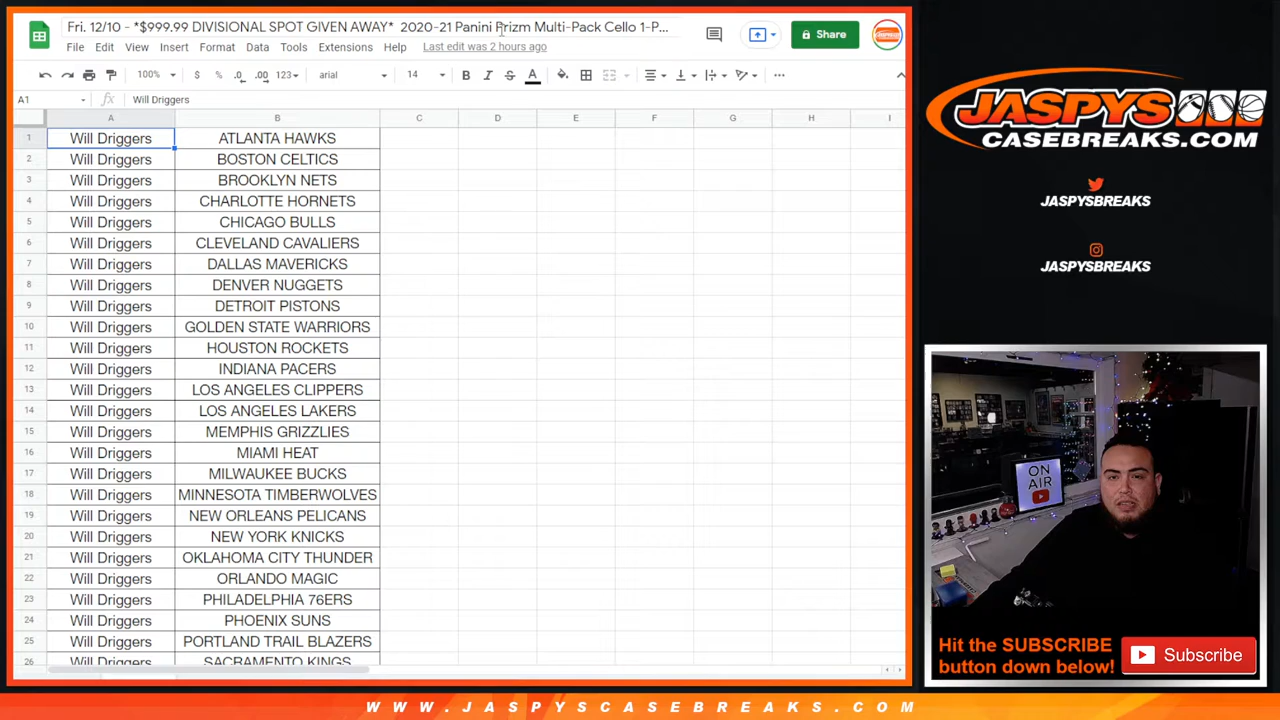 Fri. 12/10 - *$999.99 DIVISIONAL SPOT GIVEN AWAY* 2020-21 Panini Prizm Multi-Pack Cello 1-P...
File Edit View Insert Format Data Tools Extensions Help Last edit was 2 hours ago
Share
100% $ % .0 .00 123 arial 14 B I S A
A1 fx Will Driggers
A B C D E F G H I
1 Will Driggers ATLANTA HAWKS
2 Will Driggers BOSTON CELTICS
3 Will Driggers BROOKLYN NETS
4 Will Driggers CHARLOTTE HORNETS
5 Will Driggers CHICAGO BULLS
6 Will Driggers CLEVELAND CAVALIERS
7 Will Driggers DALLAS MAVERICKS
8 Will Driggers DENVER NUGGETS
9 Will Driggers DETROIT PISTONS
10 Will Driggers GOLDEN STATE WARRIORS
11 Will Driggers HOUSTON ROCKETS
12 Will Driggers INDIANA PACERS
13 Will Driggers LOS ANGELES CLIPPERS
14 Will Driggers LOS ANGELES LAKERS
15 Will Driggers MEMPHIS GRIZZLIES
16 Will Driggers MIAMI HEAT
17 Will Driggers MILWAUKEE BUCKS
18 Will Driggers MINNESOTA TIMBERWOLVES
19 Will Driggers NEW ORLEANS PELICANS
20 Will Driggers NEW YORK KNICKS
21 Will Driggers OKLAHOMA CITY THUNDER
22 Will Driggers ORLANDO MAGIC
23 Will Driggers PHILADELPHIA 76ERS
24 Will Driggers PHOENIX SUNS
25 Will Driggers PORTLAND TRAIL BLAZERS
26 Will Driggers SACRAMENTO KINGS
JASPYS
CASEBREAKS.COM
JASPYSBREAKS
JASPYSBREAKS
ON
AIR
Hit the SUBSCRIBE
button down below!
Subscribe
WWW.JASPYSCASEBREAKS.COM